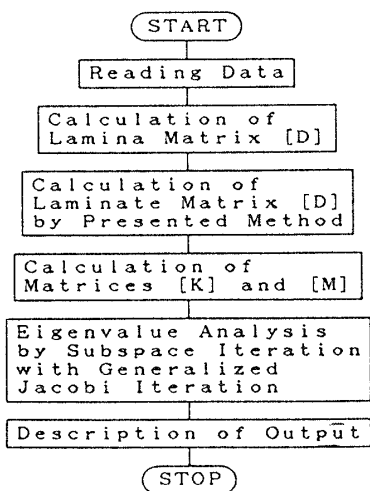 START
Reading Data
Calculation of
Lamina Matrix [D]
Calculation of
Laminate Matrix [D]
by Presented Method
Calculation of
Matrices [K] and [M]
Eigenvalue Analysis
by Subspace Iteration
with Generalized
Jacobi Iteration
Description of Output
STOP